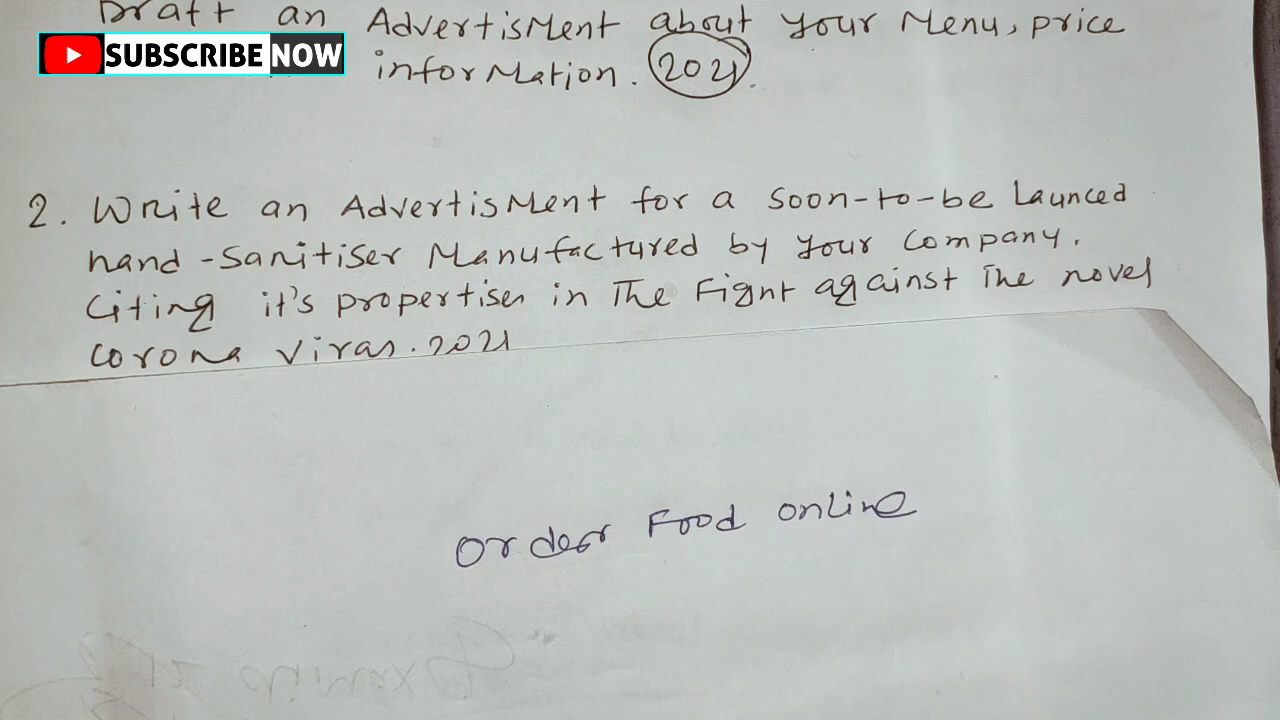 Draft an Advertisment about your Menu, price
SUBSCRIBE NOW
information. 2021.
2. Write an Advertisment for a soon-to-be Launced
hand-sanitiser Manufactured by your company.
Citing it's propertises in The Fight against The novel
corona viras. 2021
Order Food online